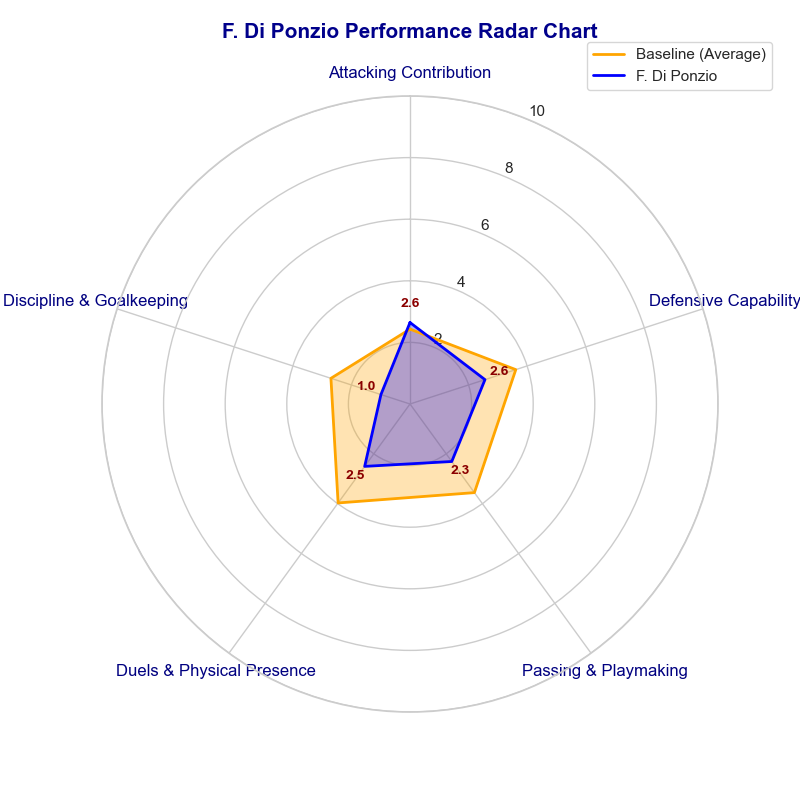 F. Di Ponzio Performance Radar Chart
Baseline (Average)
F. Di Ponzio
Attacking Contribution
10
8
6
4
2
2.6
Discipline & Goalkeeping
Defensive Capability
2.6
1.0
2.5
2.3
Duels & Physical Presence
Passing & Playmaking